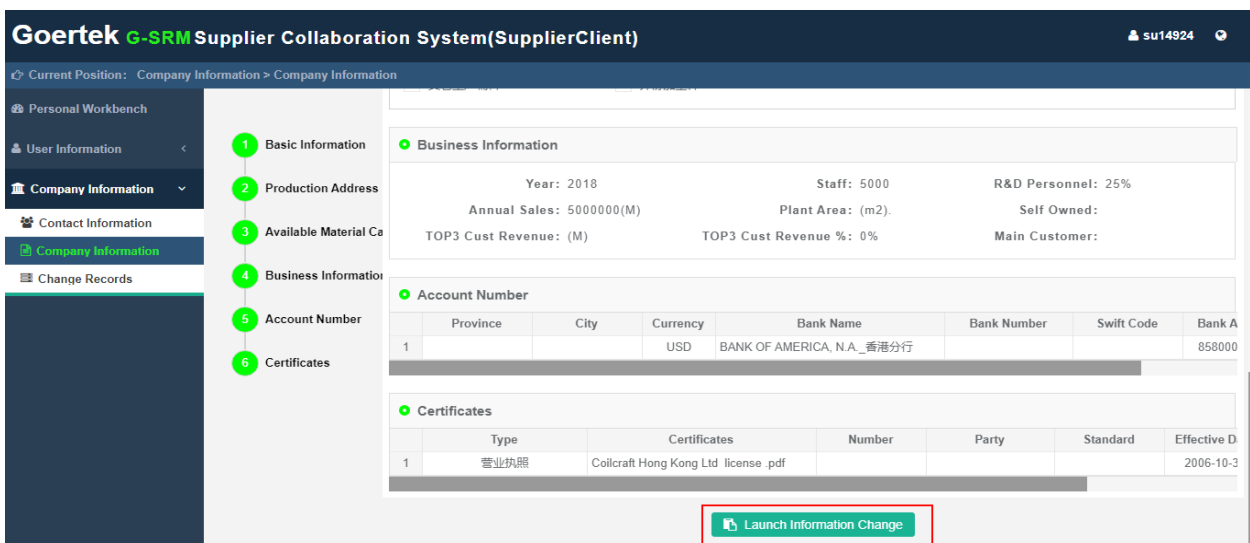 Goertek G-SRM Supplier Collaboration System(SupplierClient)
su14924
Current Position: Company Information > Company Information
Personal Workbench
User Information
Company Information
Contact Information
Company Information
Change Records
1 Basic Information
2 Production Address
3 Available Material Ca
4 Business Information
5 Account Number
6 Certificates
Business Information
Year: 2018 Staff: 5000 R&D Personnel: 25%
Annual Sales: 5000000(M) Plant Area: (m2). Self Owned:
TOP3 Cust Revenue: (M) TOP3 Cust Revenue %: 0% Main Customer:
Account Number
Province City Currency Bank Name Bank Number Swift Code Bank A
1 USD BANK OF AMERICA, N.A._香港分行 858000
Certificates
Type Certificates Number Party Standard Effective D
1 营业执照 Coilcraft Hong Kong Ltd license .pdf 2006-10-3
Launch Information Change